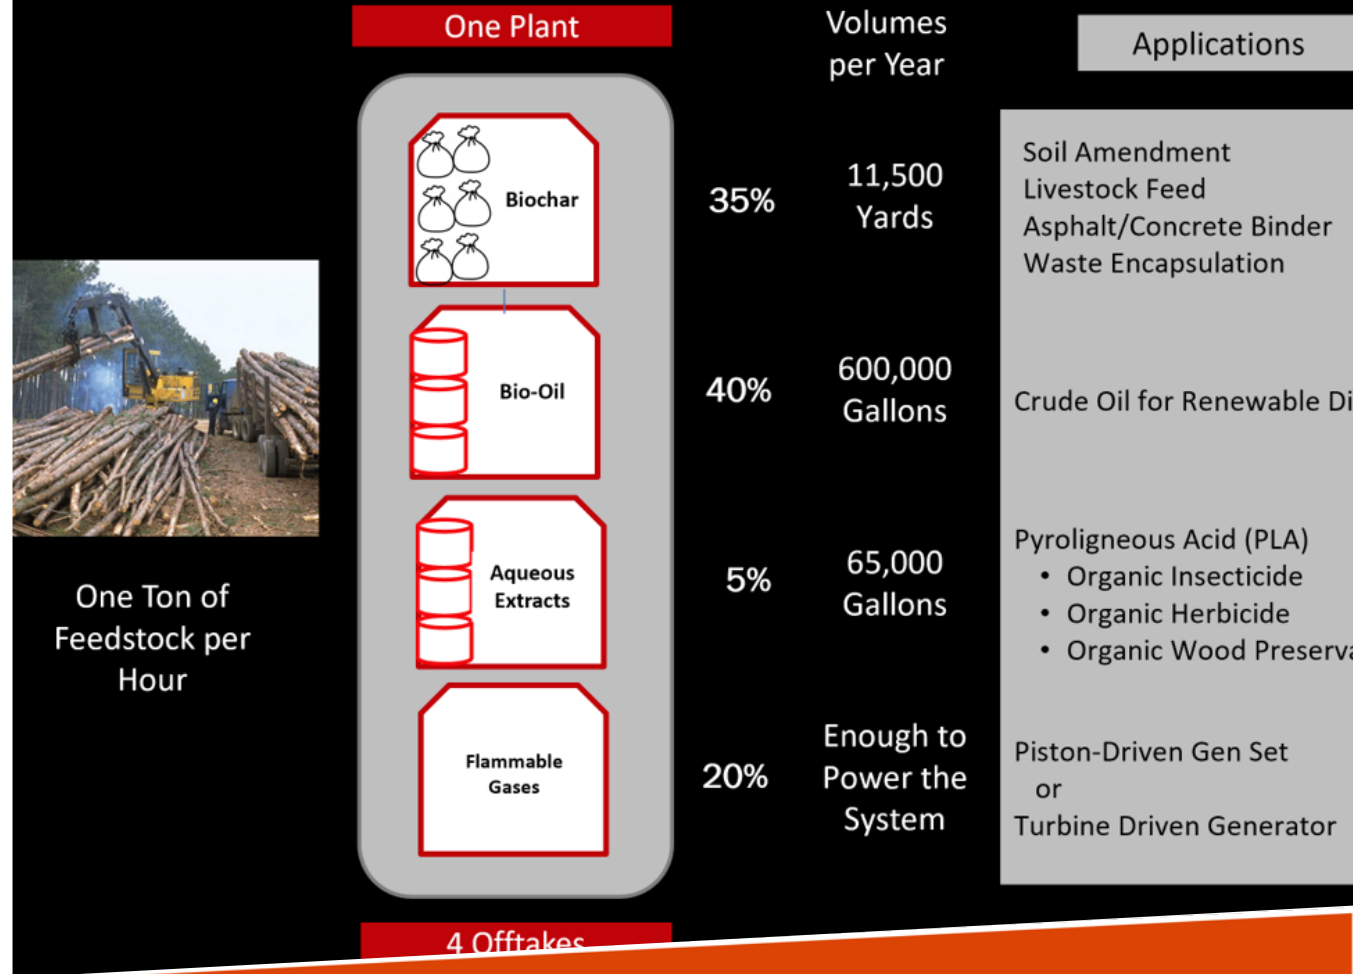 One Plant
Volumes
per Year
Applications
Biochar
35%
11,500
Yards
Soil Amendment
Livestock Feed
Asphalt/Concrete Binder
Waste Encapsulation
Bio-Oil
40%
600,000
Gallons
Crude Oil for Renewable Di
Aqueous
Extracts
5%
65,000
Gallons
Pyroligneous Acid (PLA)
• Organic Insecticide
• Organic Herbicide
• Organic Wood Preserva
One Ton of
Feedstock per
Hour
Flammable
Gases
20%
Enough to
Power the
System
Piston-Driven Gen Set
or
Turbine Driven Generator
4 Offtakes